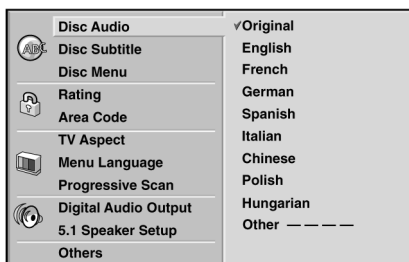 Disc Audio
Disc Subtitle
Disc Menu
Rating
Area Code
TV Aspect
Menu Language
Progressive Scan
Digital Audio Output
5.1 Speaker Setup
Others
✓Original
English
French
German
Spanish
Italian
Chinese
Polish
Hungarian
Other — — — —
ABC